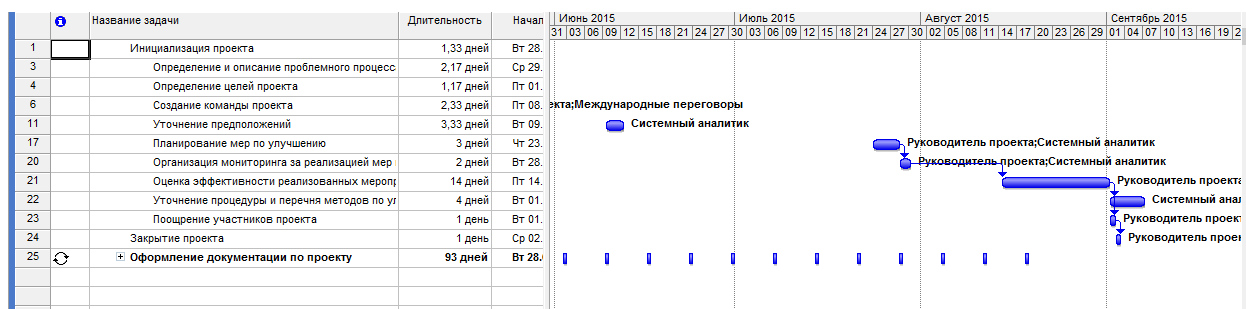 Название задачи Длительность Начал Июнь 2015 Июль 2015 Август 2015 Сентябрь 2015
31 03 06 09 12 15 18 21 24 27 30 03 06 09 12 15 18 21 24 27 30 02 05 08 11 14 17 20 23 26 29 01 04 07 10 13 16 19 2
1 Инициализация проекта 1,33 дней Вт 28.
3 Определение и описание проблемного процесс 2,17 дней Ср 29.
4 Определение целей проекта 1,17 дней Пт 01.
6 Создание команды проекта 2,33 дней Пт 08. екта;Международные переговоры
11 Уточнение предположений 3,33 дней Вт 09. Системный аналитик
17 Планирование мер по улучшению 3 дней Чт 23. Руководитель проекта;Системный аналитик
20 Организация мониторинга за реализацией мер 2 дней Вт 28. Руководитель проекта;Системный аналитик
21 Оценка эффективности реализованных меропр 14 дней Пт 14. Руководитель проекта
22 Уточнение процедуры и перечня методов по ул 4 дней Вт 01. Системный анал
23 Поощрение участников проекта 1 день Вт 01. Руководитель проект
24 Закрытие проекта 1 день Ср 02. Руководитель проек
25 Оформление документации по проекту 93 дней Вт 28.